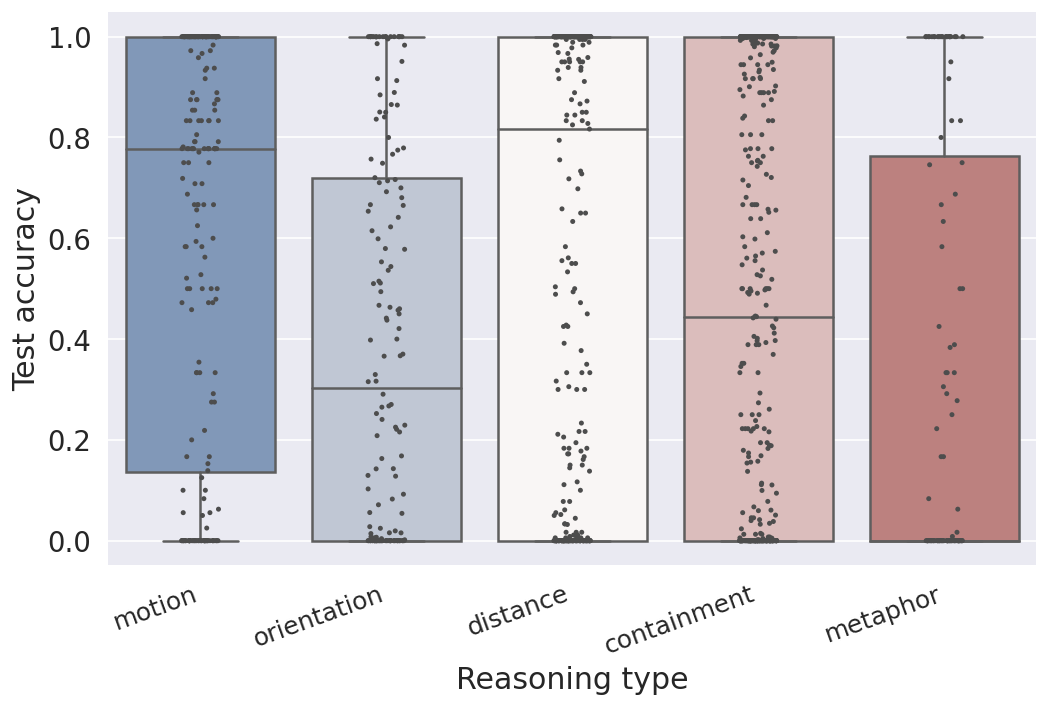 1.0
0.8
0.6
0.4
0.2
0.0
Test accuracy
motion
orientation
distance
containment
metaphor
Reasoning type